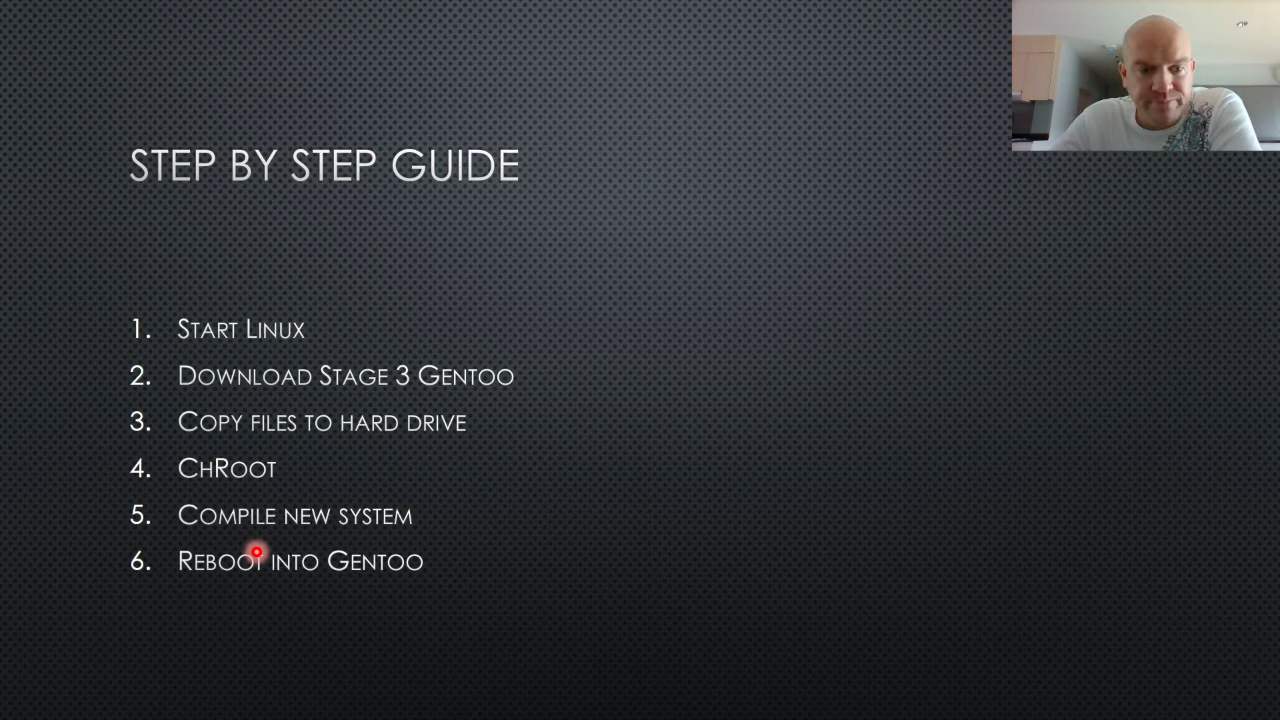 STEP BY STEP GUIDE
1. START LINUX
2. DOWNLOAD STAGE 3 GENTOO
3. COPY FILES TO HARD DRIVE
4. CHROOT
5. COMPILE NEW SYSTEM
6. REBOOT INTO GENTOO